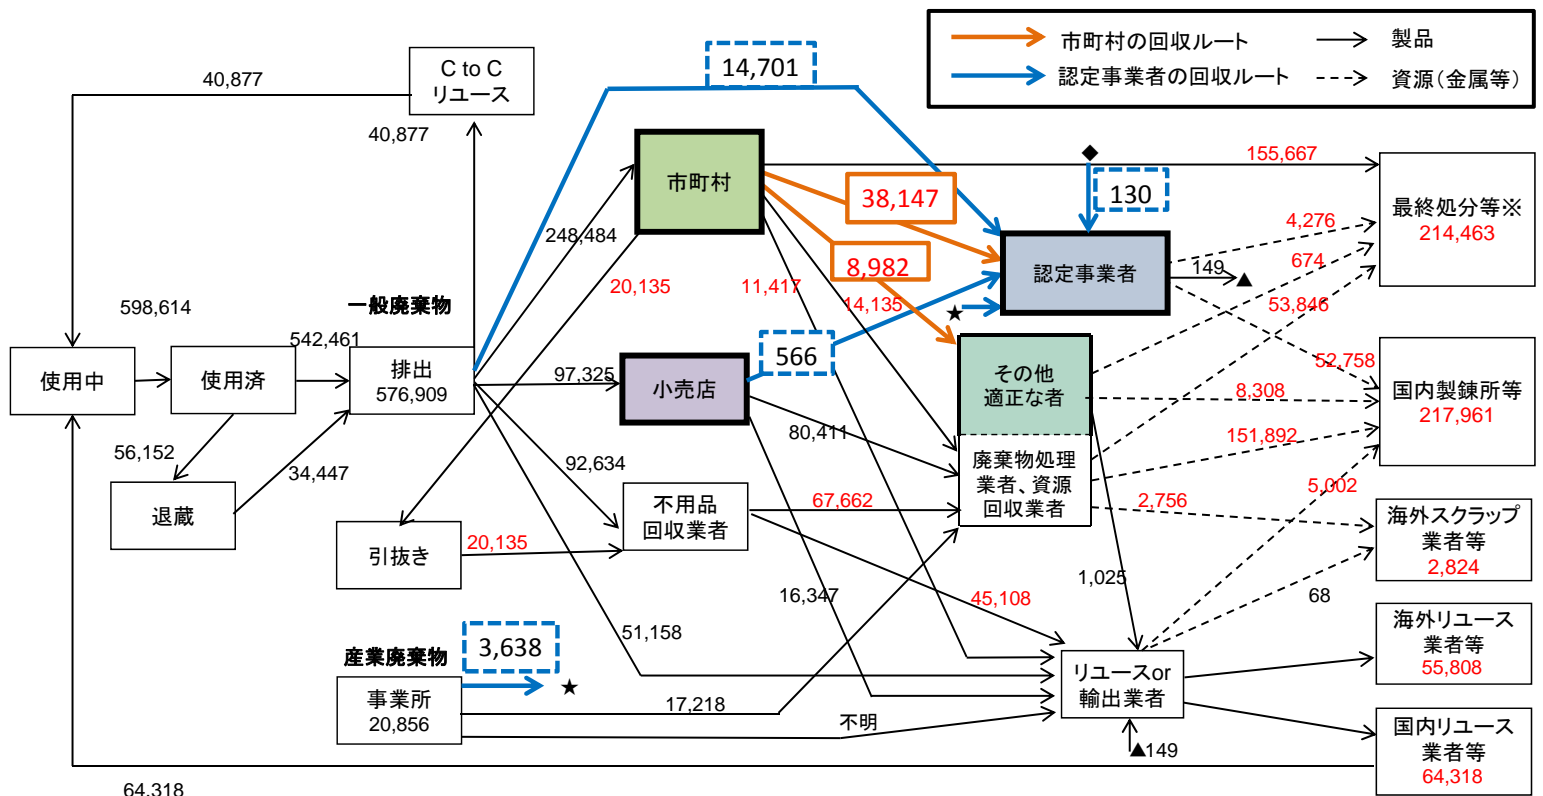 市町村の回収ルート
製品
認定事業者の回収ルート
資源(金属等)
C to C
リユース
40,877
40,877
14,701
市町村
155,667
◆
130
38,147
8,982
最終処分等※
214,463
4,276
674
認定事業者
149
▲
248,484
20,135
11,417
14,135
★
53,846
一般廃棄物
598,614
542,461
使用中
使用済
排出
576,909
97,325
小売店
566
その他
適正な者
52,758
8,308
国内製錬所等
217,961
56,152
34,447
退蔵
92,634
80,411
151,892
廃棄物処理
業者、資源
回収業者
5,002
2,756
不用品
回収業者
67,662
引抜き
20,135
海外スクラップ
業者等
2,824
1,025
68
16,347
45,108
51,158
海外リユース
業者等
55,808
産業廃棄物
3,638
★
事業所
20,856
17,218
不明
リユースor
輸出業者
▲149
国内リユース
業者等
64,318
64,318